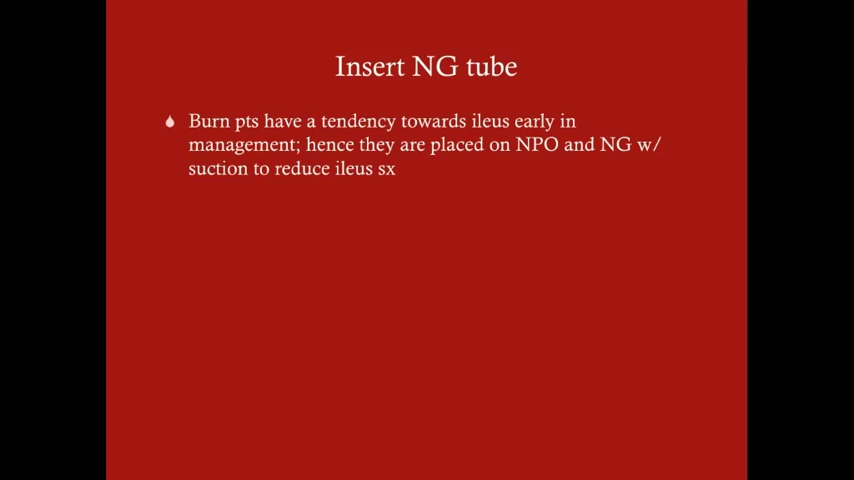 Insert NG tube
Burn pts have a tendency towards ileus early in
management; hence they are placed on NPO and NG w/
suction to reduce ileus sx